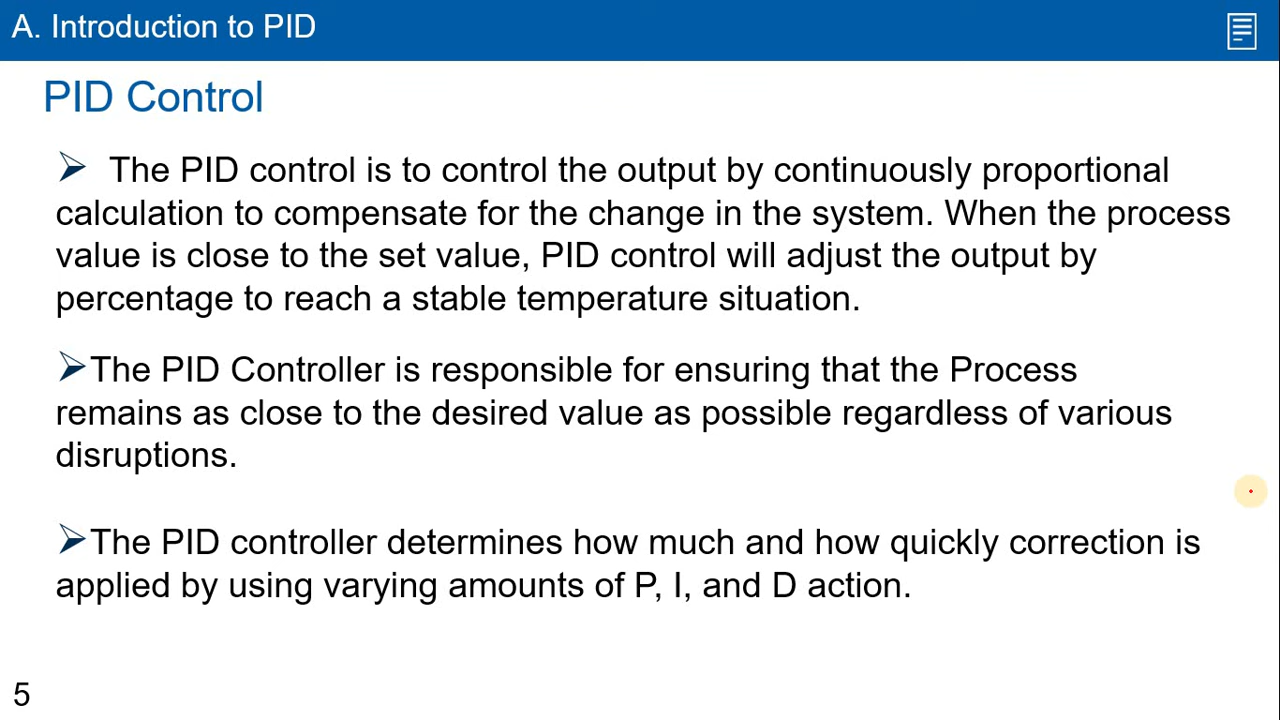 A. Introduction to PID
PID Control
➢ The PID control is to control the output by continuously proportional
calculation to compensate for the change in the system. When the process
value is close to the set value, PID control will adjust the output by
percentage to reach a stable temperature situation.
➢The PID Controller is responsible for ensuring that the Process
remains as close to the desired value as possible regardless of various
disruptions.
➢The PID controller determines how much and how quickly correction is
applied by using varying amounts of P, I, and D action.
5